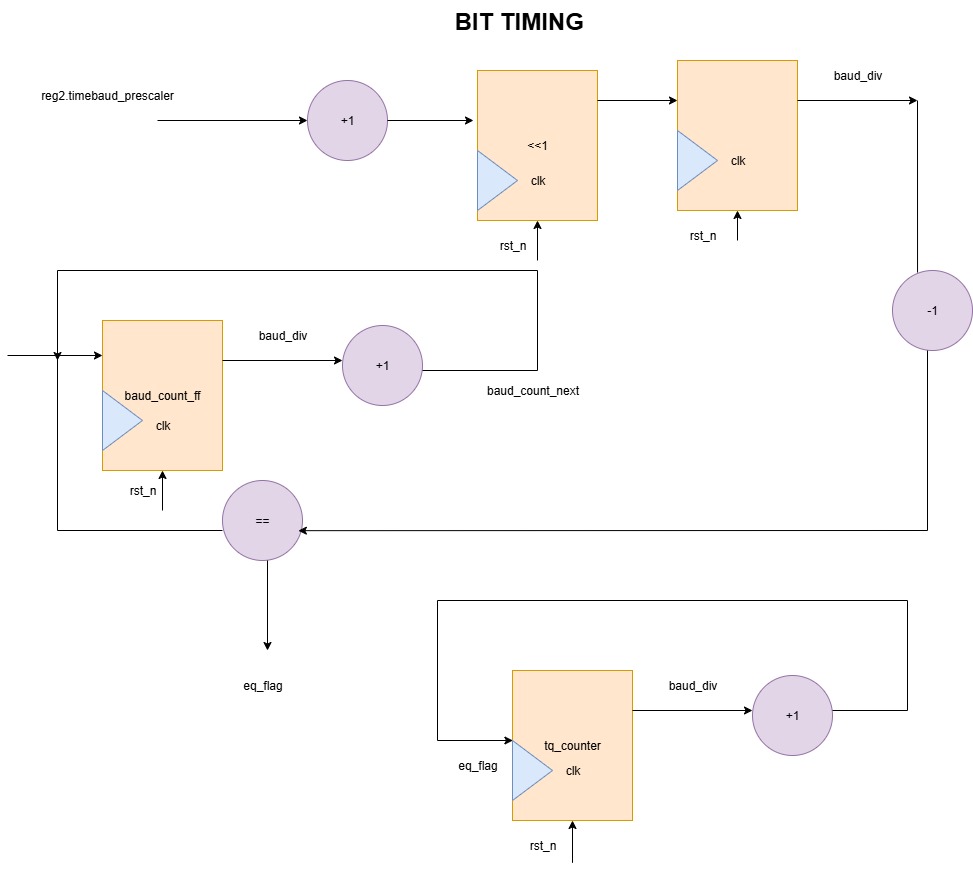 BIT TIMING
baud_div
reg2.timebaud_prescaler
+1
<<1
clk
clk
rst_n
rst_n
-1
baud_div
+1
baud_count_next
baud_count_ff
clk
rst_n
==
eq_flag
baud_div
+1
tq_counter
eq_flag
clk
rst_n